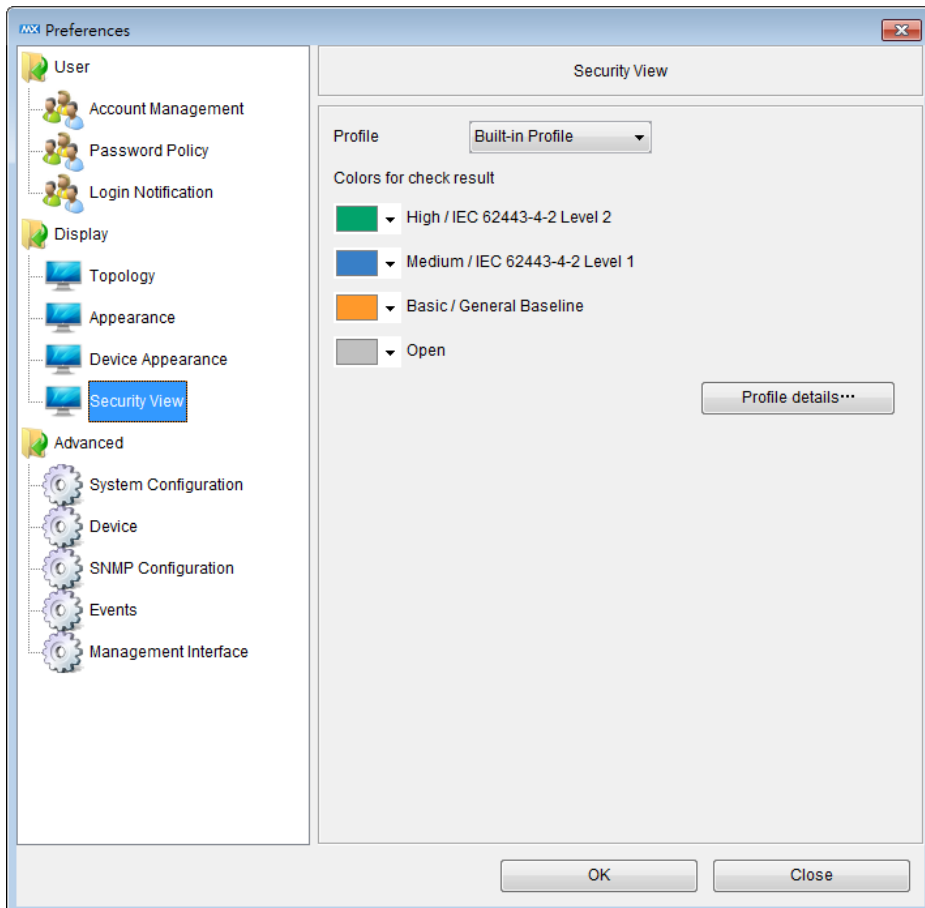 MX Preferences
User
Account Management
Password Policy
Login Notification
Display
Topology
Appearance
Device Appearance
Security View
Advanced
System Configuration
Device
SNMP Configuration
Events
Management Interface
Security View
Profile Built-in Profile
Colors for check result
High / IEC 62443-4-2 Level 2
Medium / IEC 62443-4-2 Level 1
Basic / General Baseline
Open
Profile details···
OK Close